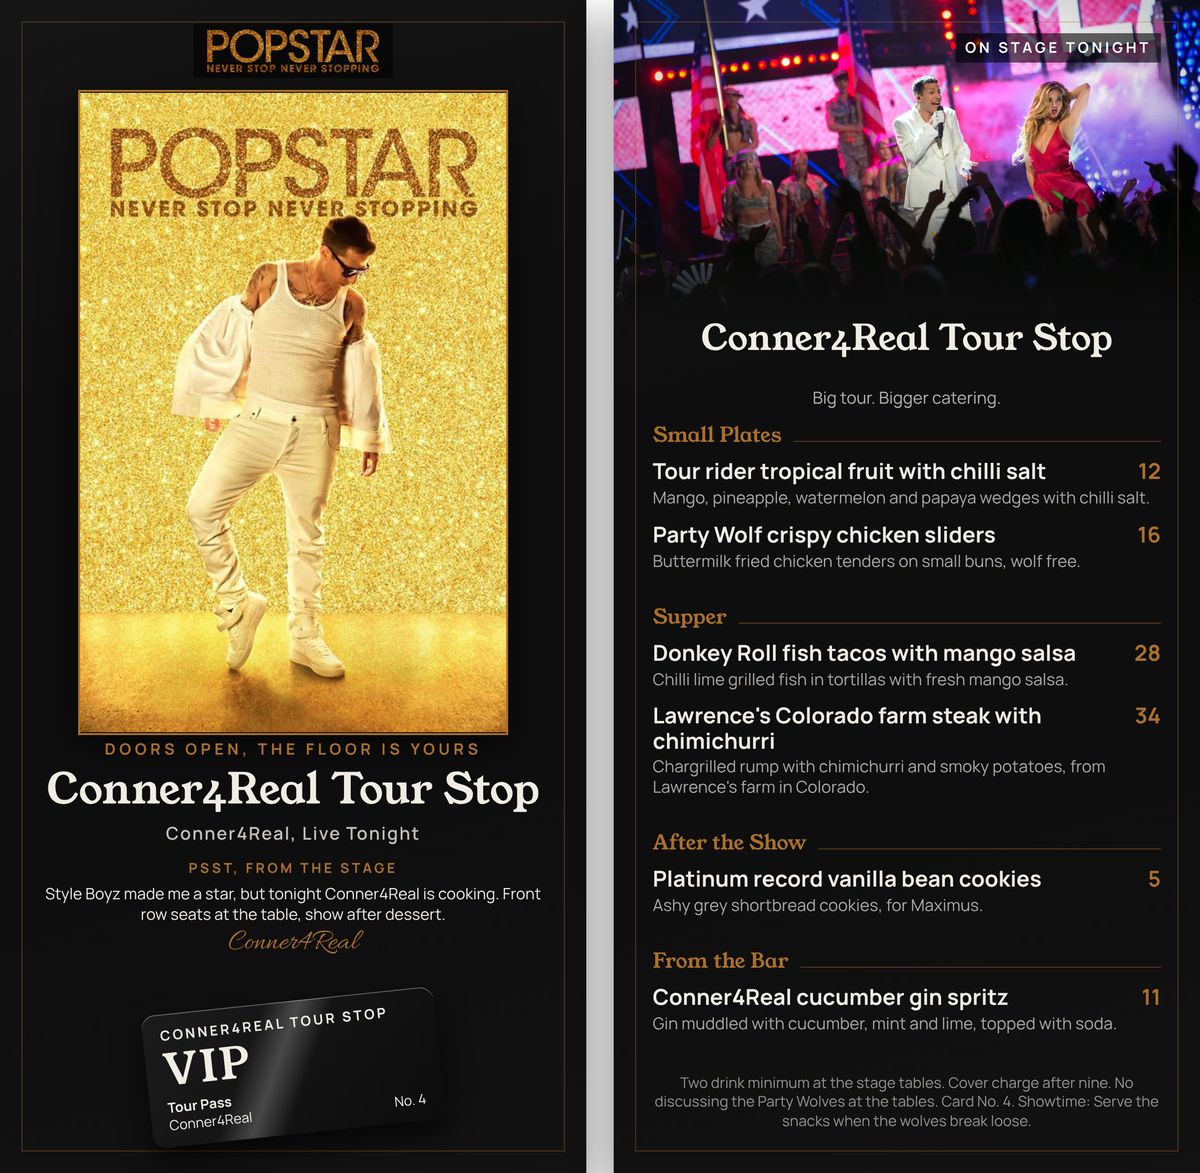 POPSTAR
NEVER STOP NEVER STOPPING
POPSTAR
NEVER STOP NEVER STOPPING
DOORS OPEN, THE FLOOR IS YOURS
Conner4Real Tour Stop
Conner4Real, Live Tonight
PSST, FROM THE STAGE
Style Boyz made me a star, but tonight Conner4Real is cooking. Front
row seats at the table, show after dessert.
Conner4Real
CONNER4REAL TOUR STOP
VIP
Tour Pass
Conner4Real
No. 4
ON STAGE TONIGHT
Conner4Real Tour Stop
Big tour. Bigger catering.
Small Plates
Tour rider tropical fruit with chilli salt 12
Mango, pineapple, watermelon and papaya wedges with chilli salt.
Party Wolf crispy chicken sliders 16
Buttermilk fried chicken tenders on small buns, wolf free.
Supper
Donkey Roll fish tacos with mango salsa 28
Chilli lime grilled fish in tortillas with fresh mango salsa.
Lawrence's Colorado farm steak with 34
chimichurri
Chargrilled rump with chimichurri and smoky potatoes, from
Lawrence's farm in Colorado.
After the Show
Platinum record vanilla bean cookies 5
Ashy grey shortbread cookies, for Maximus.
From the Bar
Conner4Real cucumber gin spritz 11
Gin muddled with cucumber, mint and lime, topped with soda.
Two drink minimum at the stage tables. Cover charge after nine. No
discussing the Party Wolves at the tables. Card No. 4. Showtime: Serve the
snacks when the wolves break loose.